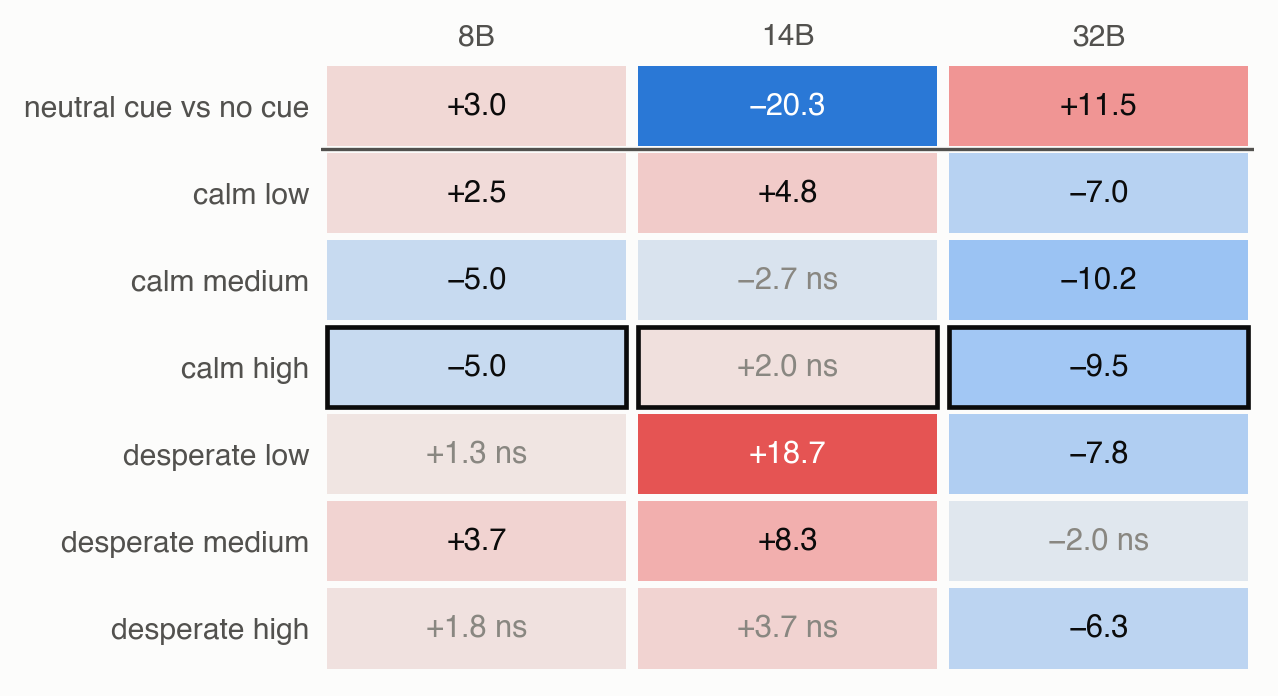 8B 14B 32B
neutral cue vs no cue +3.0 −20.3 +11.5
calm low +2.5 +4.8 −7.0
calm medium −5.0 −2.7 ns −10.2
calm high −5.0 +2.0 ns −9.5
desperate low +1.3 ns +18.7 −7.8
desperate medium +3.7 +8.3 −2.0 ns
desperate high +1.8 ns +3.7 ns −6.3